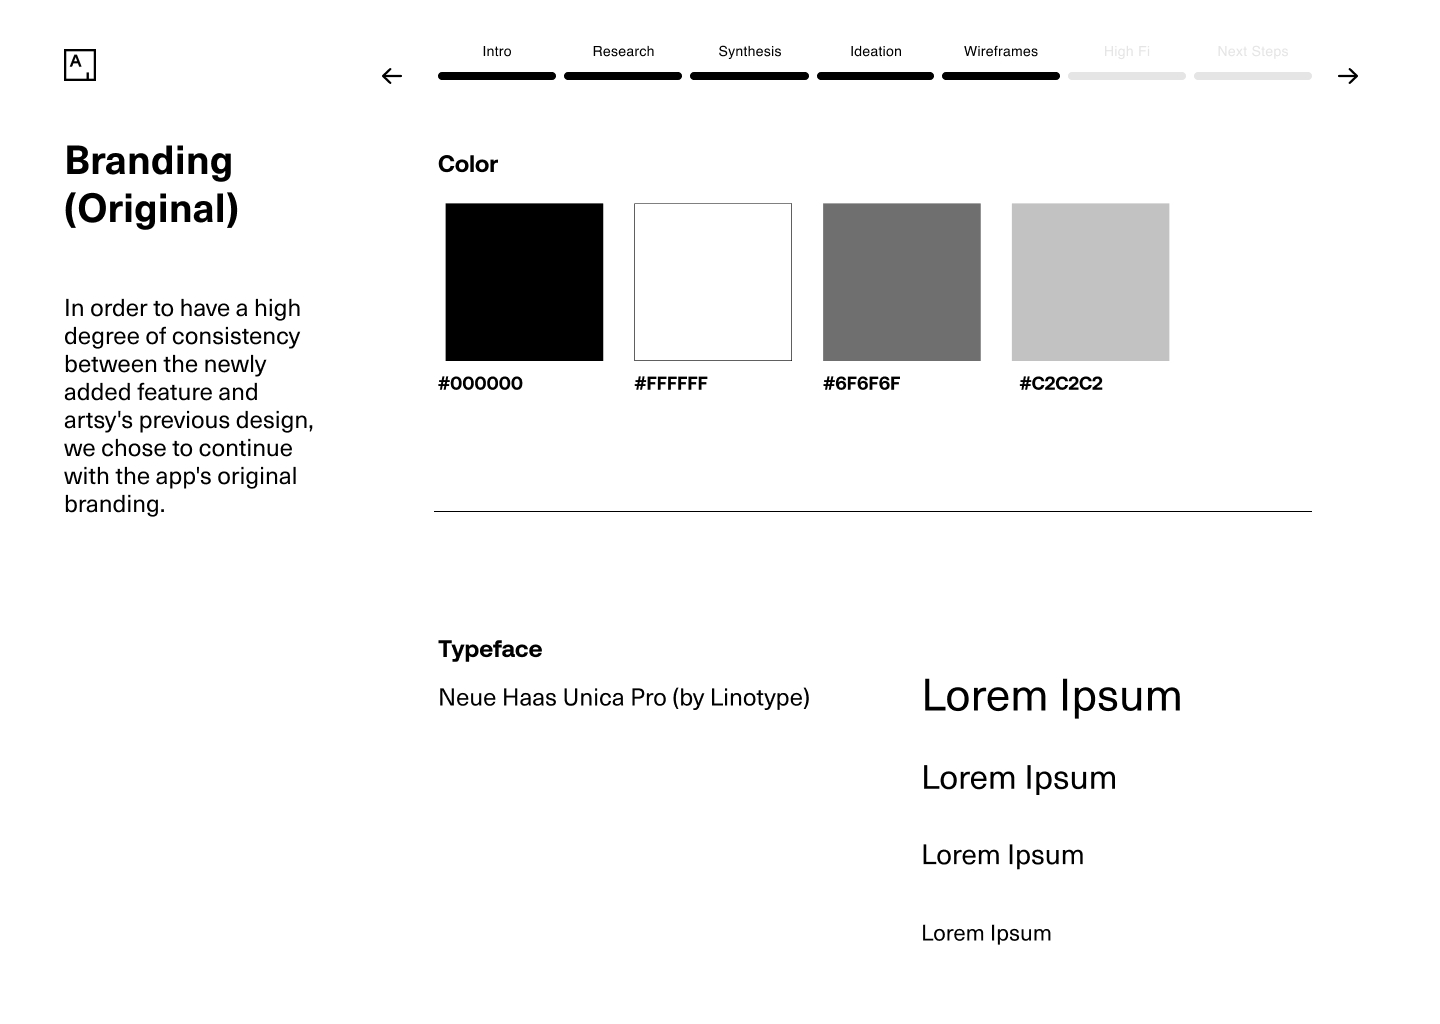 A
Intro
Research
Synthesis
Ideation
Wireframes
High Fi
Next Steps
Branding
(Original)
In order to have a high
degree of consistency
between the newly
added feature and
artsy's previous design,
we chose to continue
with the app's original
branding.
Color
#000000
#FFFFFF
#6F6F6F
#C2C2C2
Typeface
Neue Haas Unica Pro (by Linotype)
Lorem Ipsum
Lorem Ipsum
Lorem Ipsum
Lorem Ipsum